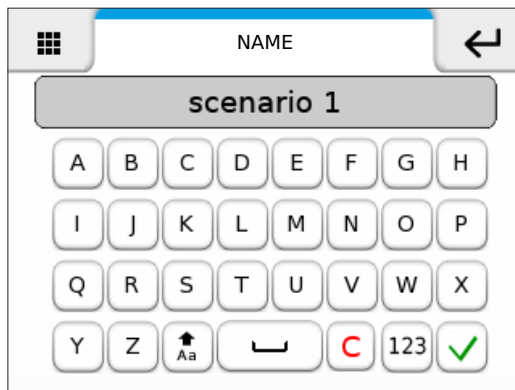 NAME
scenario 1
A B C D E F G H
I J K L M N O P
Q R S T U V W X
Y Z Aa C 123